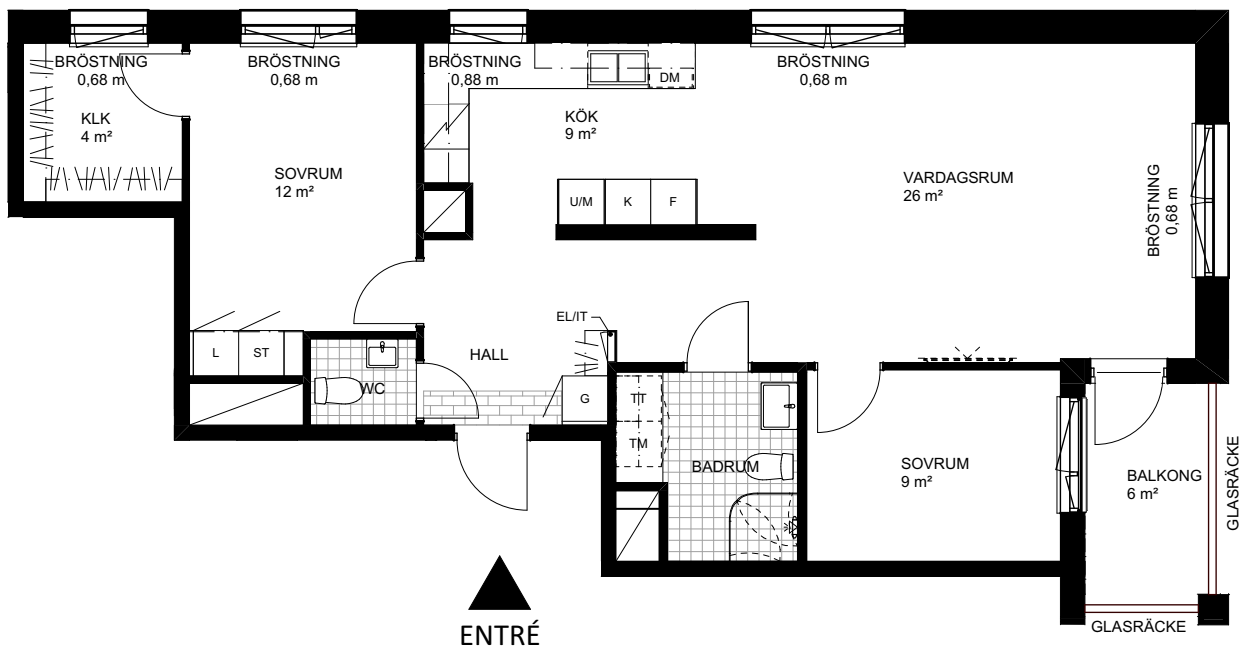 BRÖSTNING
0,68 m
BRÖSTNING
0,68 m
BRÖSTNING
0,88 m
BRÖSTNING
0,68 m
DM
KLK
4 m²
KÖK
9 m²
SOVRUM
12 m²
VARDAGSRUM
26 m²
BRÖSTNING
0,68 m
U/M
K
F
EL/IT
L
ST
HALL
WC
G
TT
TM
BADRUM
SOVRUM
9 m²
BALKONG
6 m²
GLASRÄCKE
GLASRÄCKE
ENTRÉ